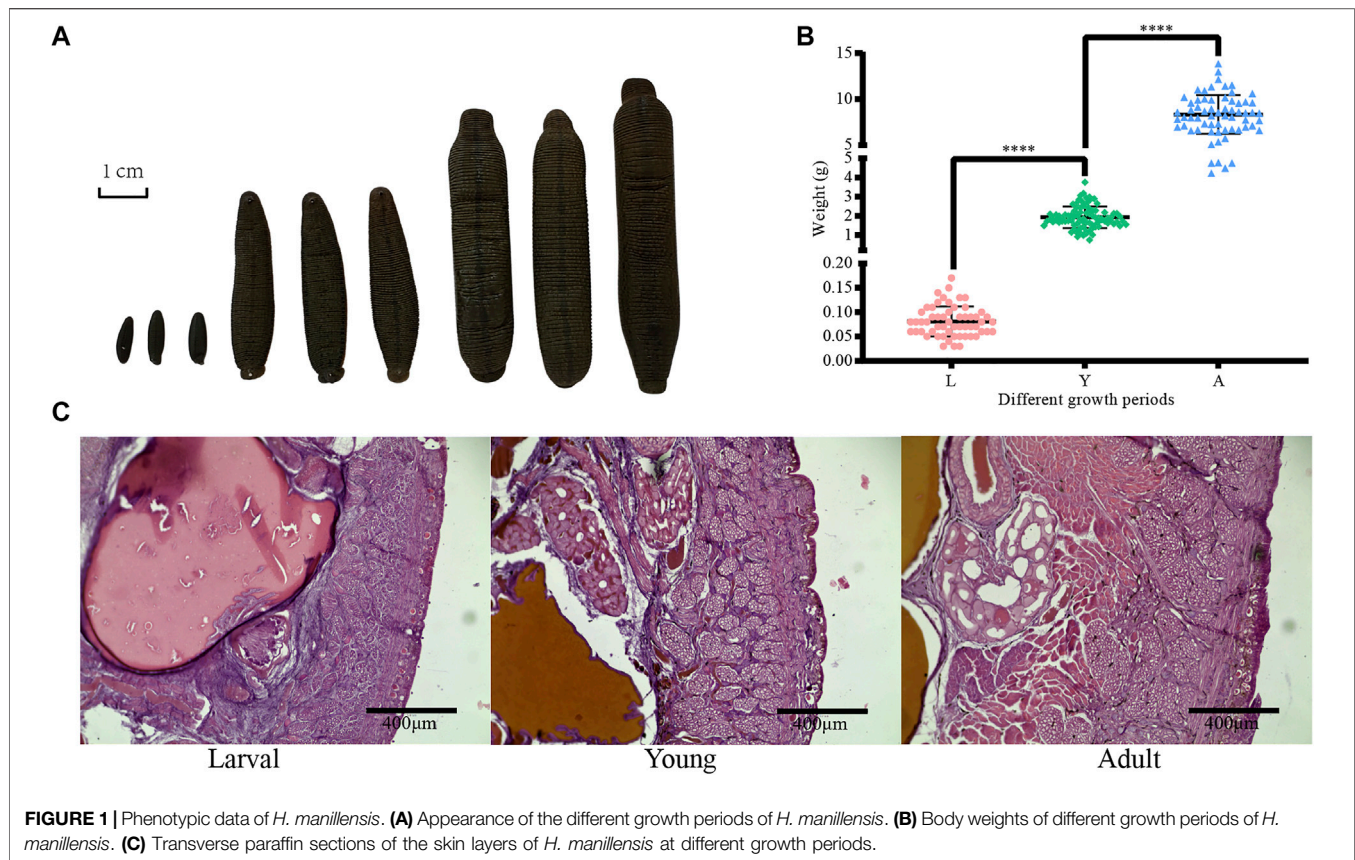 A
1 cm
B
Weight (g)
15
10
5
5
4
3
2
1
0.20
0.15
0.10
0.05
0.00
****
****
L Y A
Different growth periods
C
400μm 400μm 400μm
Larval Young Adult
FIGURE 1 | Phenotypic data of H. manillensis. (A) Appearance of the different growth periods of H. manillensis. (B) Body weights of different growth periods of H.
manillensis. (C) Transverse paraffin sections of the skin layers of H. manillensis at different growth periods.